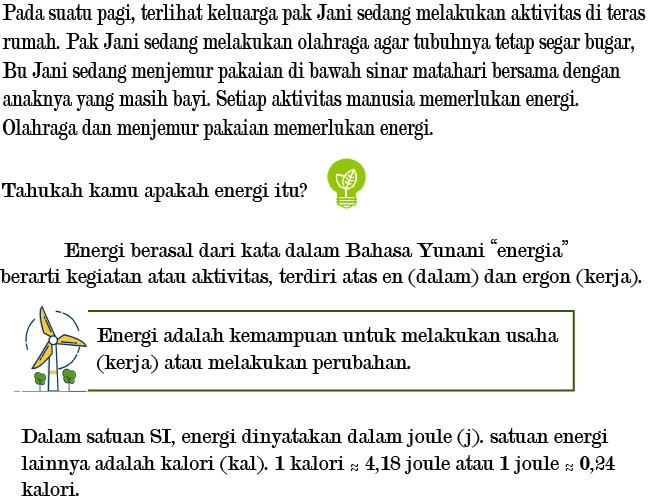 Pada suatu pagi, terlihat keluarga pak Jani sedang melakukan aktivitas di teras
rumah. Pak Jani sedang melakukan olahraga agar tubuhnya tetap segar bugar,
Bu Jani sedang menjemur pakaian di bawah sinar matahari bersama dengan
anaknya yang masih bayi. Setiap aktivitas manusia memerlukan energi.
Olahraga dan menjemur pakaian memerlukan energi.
Tahukah kamu apakah energi itu?
Energi berasal dari kata dalam Bahasa Yunani “energia”
berarti kegiatan atau aktivitas, terdiri atas en (dalam) dan ergon (kerja).
Energi adalah kemampuan untuk melakukan usaha
(kerja) atau melakukan perubahan.
Dalam satuan SI, energi dinyatakan dalam joule (j). satuan energi
lainnya adalah kalori (kal). 1 kalori ≈ 4,18 joule atau 1 joule ≈ 0,24
kalori.